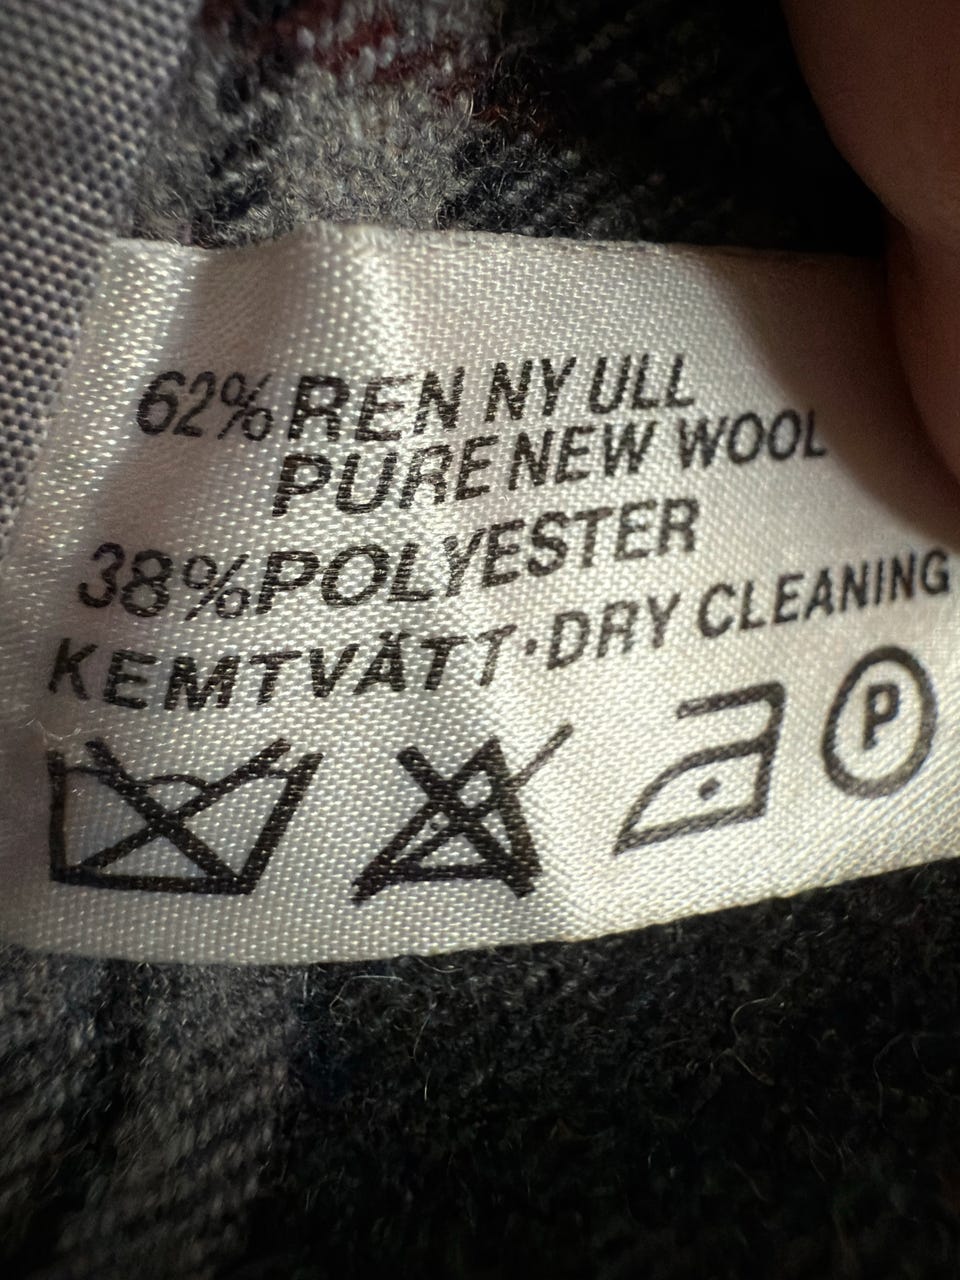 62% REN NY ULL
PURE NEW WOOL
38% POLYESTER
KEMTVÄTT·DRY CLEANING
P